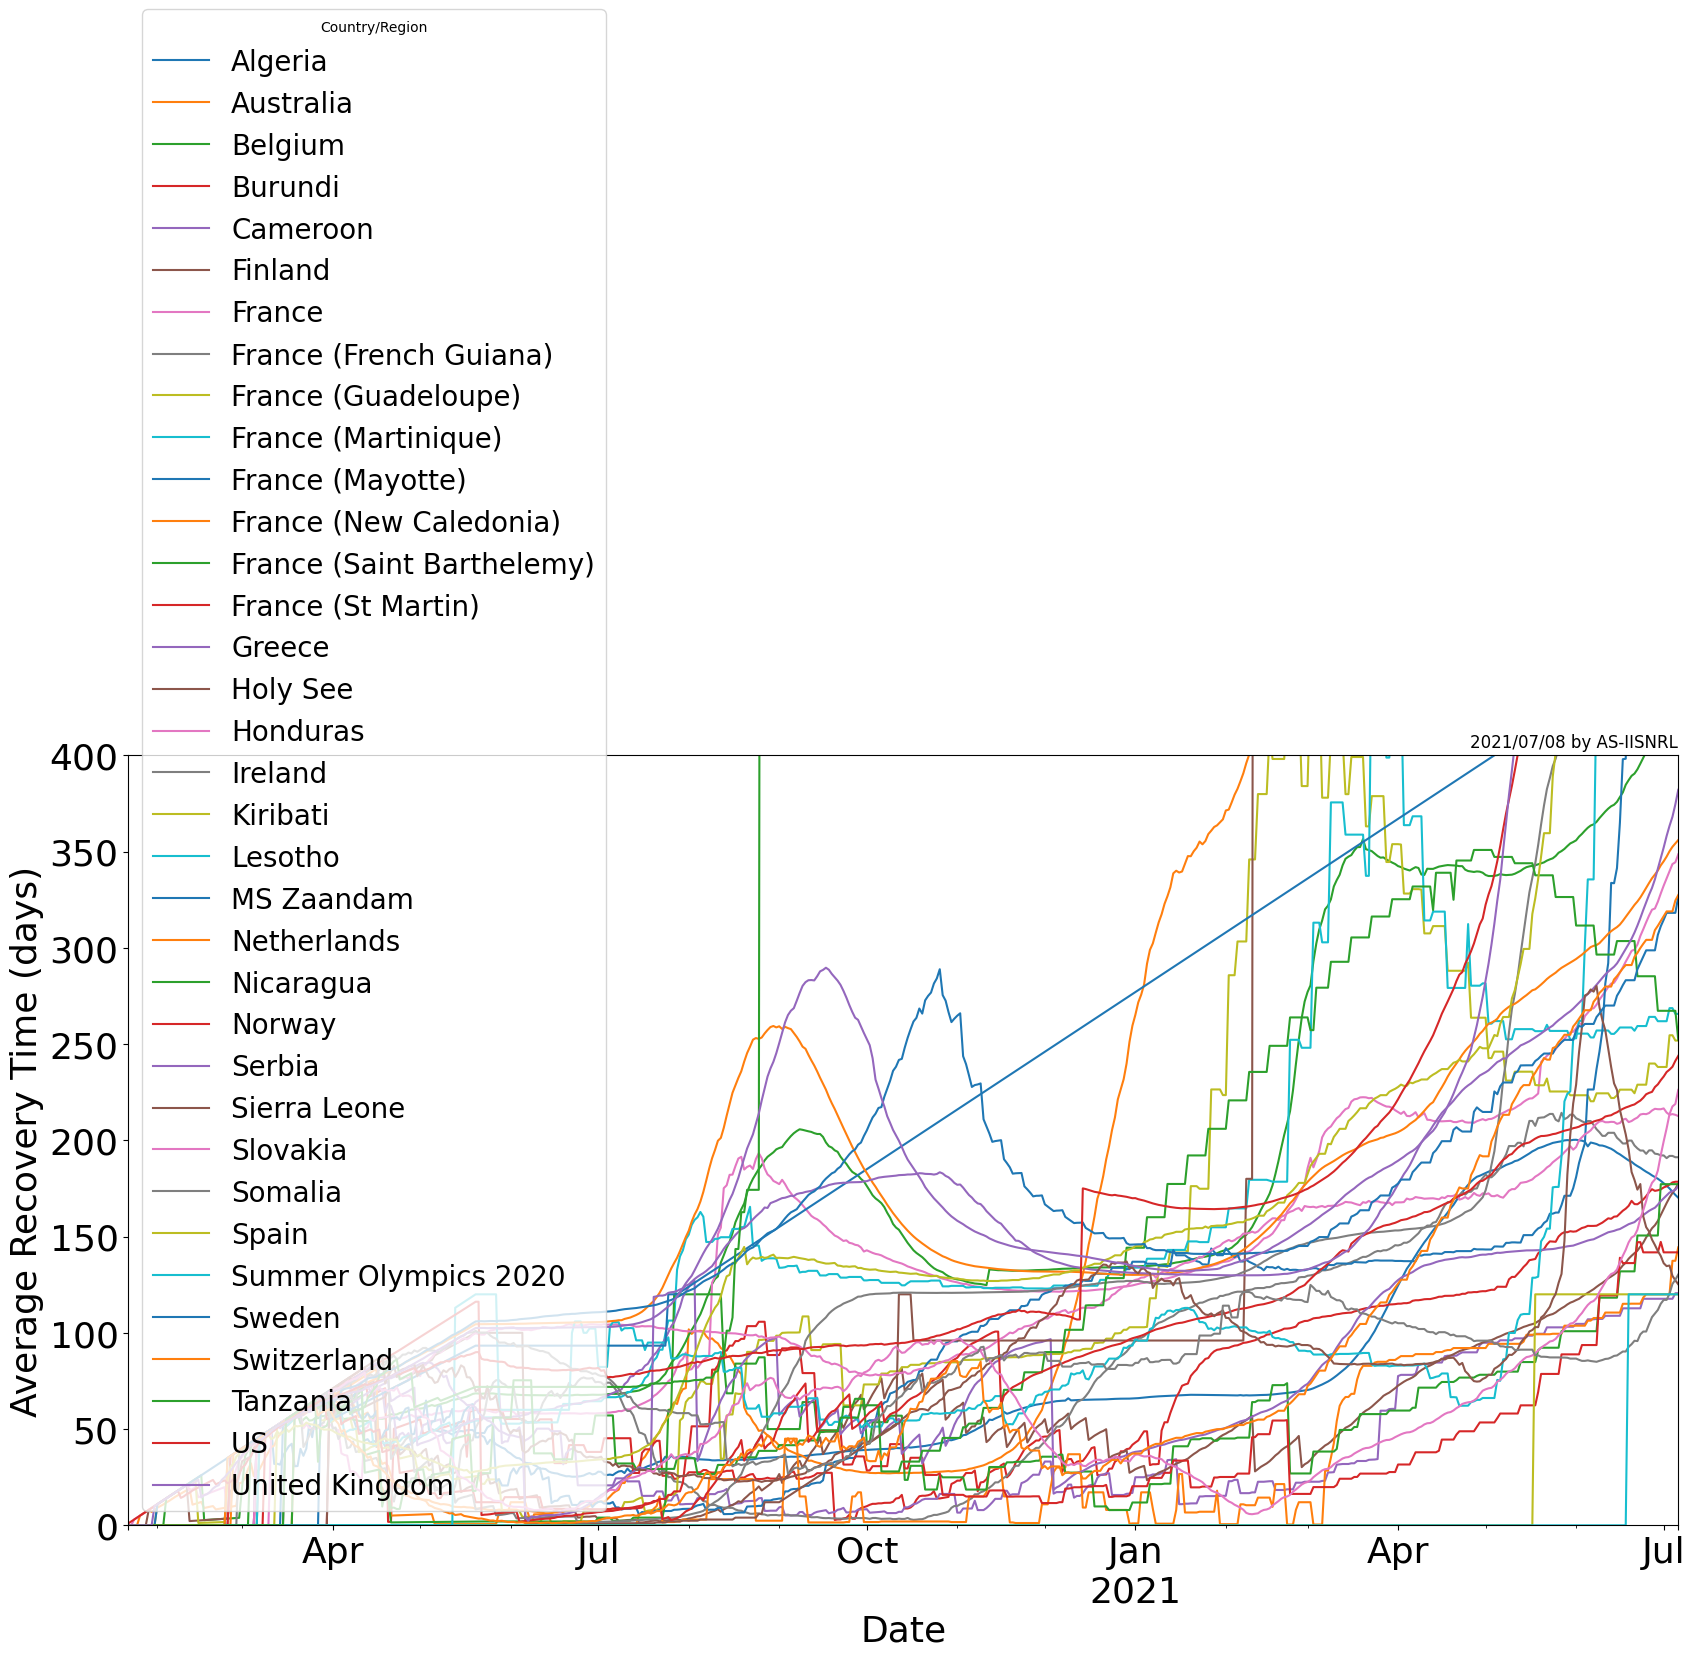 Country/Region
Algeria
Australia
Belgium
Burundi
Cameroon
Finland
France
France (French Guiana)
France (Guadeloupe)
France (Martinique)
France (Mayotte)
France (New Caledonia)
France (Saint Barthelemy)
France (St Martin)
Greece
Holy See
Honduras
Ireland
Kiribati
Lesotho
MS Zaandam
Netherlands
Nicaragua
Norway
Serbia
Sierra Leone
Slovakia
Somalia
Spain
Summer Olympics 2020
Sweden
Switzerland
Tanzania
US
United Kingdom
2021/07/08 by AS-IISNRL
Average Recovery Time (days)
400
350
300
250
200
150
100
50
0
Apr Jul Oct Jan Apr Jul
2021
Date